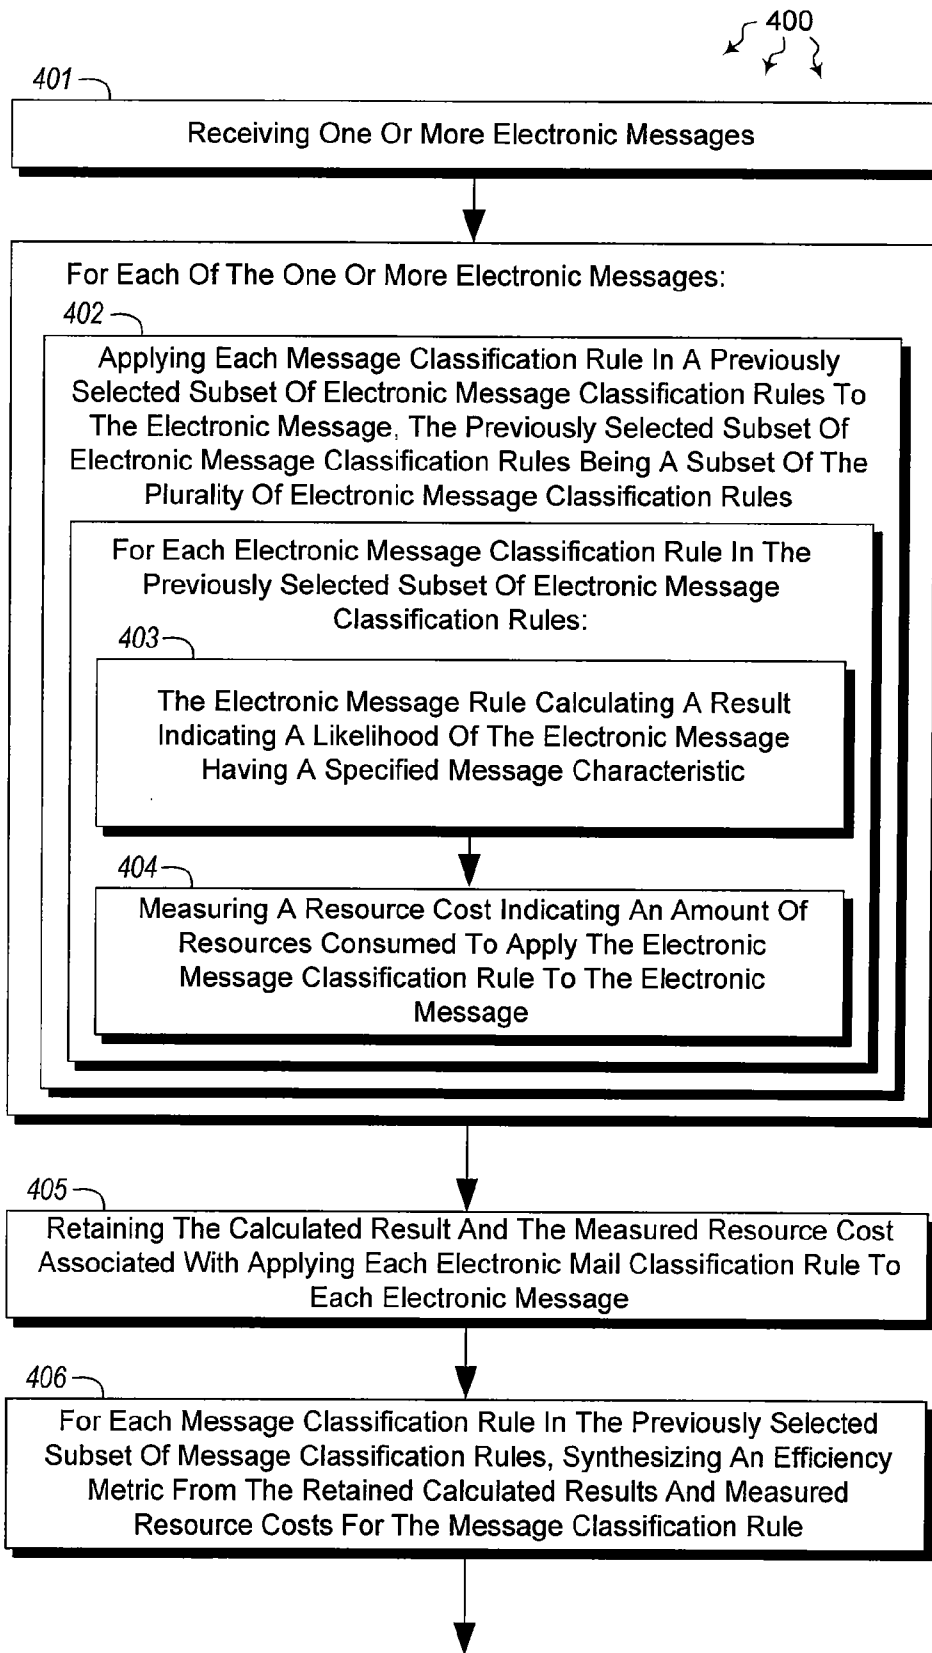 400
401
Receiving One Or More Electronic Messages
For Each Of The One Or More Electronic Messages:
402
Applying Each Message Classification Rule In A Previously
Selected Subset Of Electronic Message Classification Rules To
The Electronic Message, The Previously Selected Subset Of
Electronic Message Classification Rules Being A Subset Of The
Plurality Of Electronic Message Classification Rules
For Each Electronic Message Classification Rule In The
Previously Selected Subset Of Electronic Message
Classification Rules:
403
The Electronic Message Rule Calculating A Result
Indicating A Likelihood Of The Electronic Message
Having A Specified Message Characteristic
404
Measuring A Resource Cost Indicating An Amount Of
Resources Consumed To Apply The Electronic
Message Classification Rule To The Electronic
Message
405
Retaining The Calculated Result And The Measured Resource Cost
Associated With Applying Each Electronic Mail Classification Rule To
Each Electronic Message
406
For Each Message Classification Rule In The Previously Selected
Subset Of Message Classification Rules, Synthesizing An Efficiency
Metric From The Retained Calculated Results And Measured
Resource Costs For The Message Classification Rule